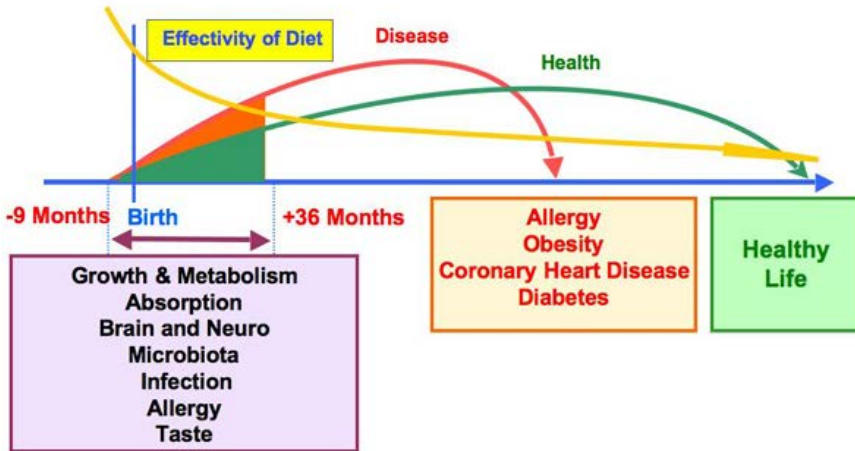 Effectivity of Diet
Disease
Health
-9 Months
Birth
+36 Months
Growth & Metabolism
Absorption
Brain and Neuro
Microbiota
Infection
Allergy
Taste
Allergy
Obesity
Coronary Heart Disease
Diabetes
Healthy
Life